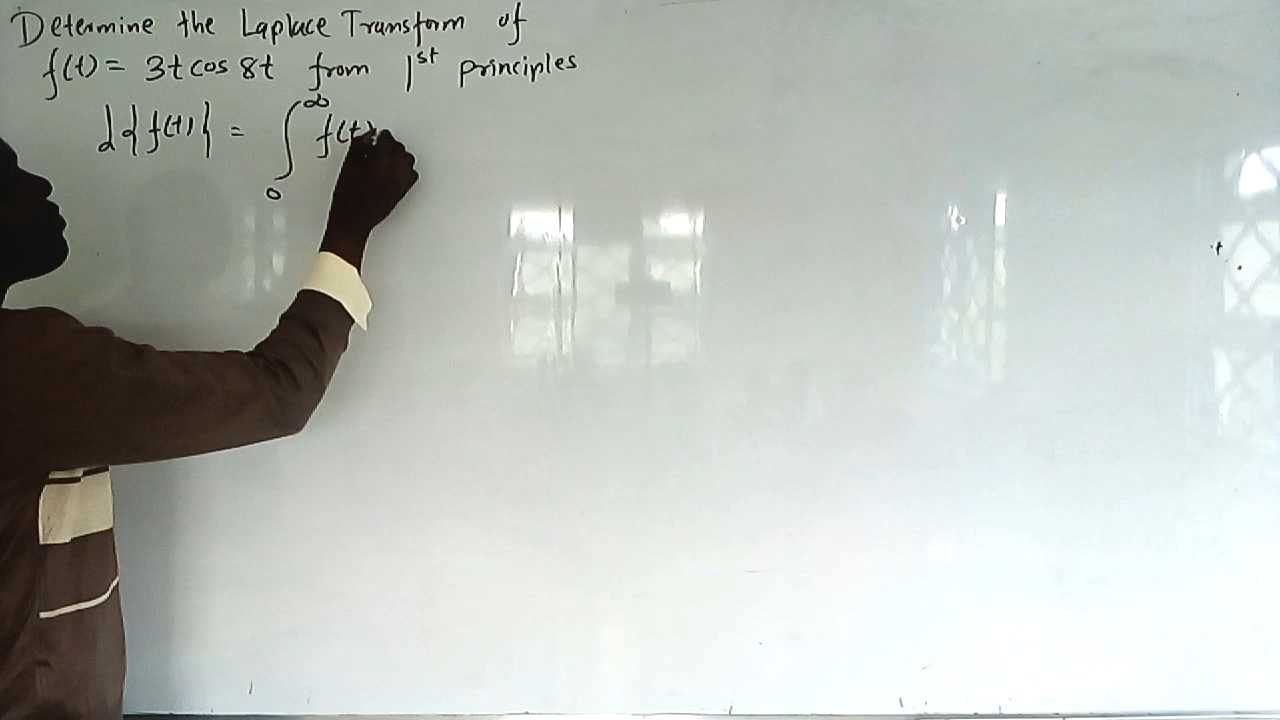 Determine the Laplace Transform of
f(t) = 3t cos 8t from 1st principles
L{f(t)} = ∫₀^∞ f(t)